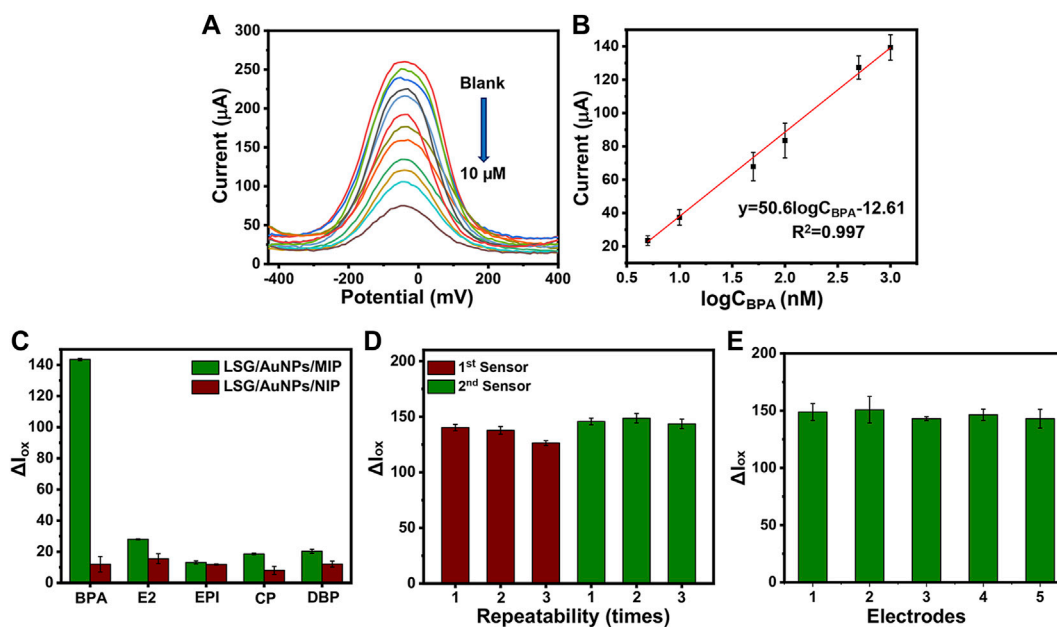 A
Current (μA)
300
250
200
150
100
50
0
Blank
10 μM
-400
-200
0
200
400
Potential (mV)
B
Current (μA)
140
120
100
80
60
40
20
y=50.6logC_BPA-12.61
R²=0.997
0.5
1.0
1.5
2.0
2.5
3.0
logC_BPA (nM)
C
ΔI_ox
140
120
100
80
60
40
20
0
LSG/AuNPs/MIP
LSG/AuNPs/NIP
BPA
E2
EPI
CP
DBP
D
ΔI_ox
200
150
100
50
0
1st Sensor
2nd Sensor
1
2
3
1
2
3
Repeatability (times)
E
ΔI_ox
200
150
100
50
0
1
2
3
4
5
Electrodes